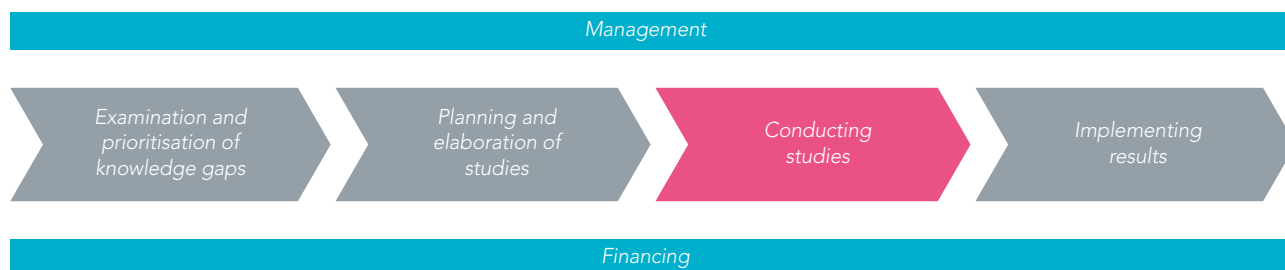 Management
Examination and
prioritisation of
knowledge gaps
Planning and
elaboration of
studies
Conducting
studies
Implementing
results
Financing